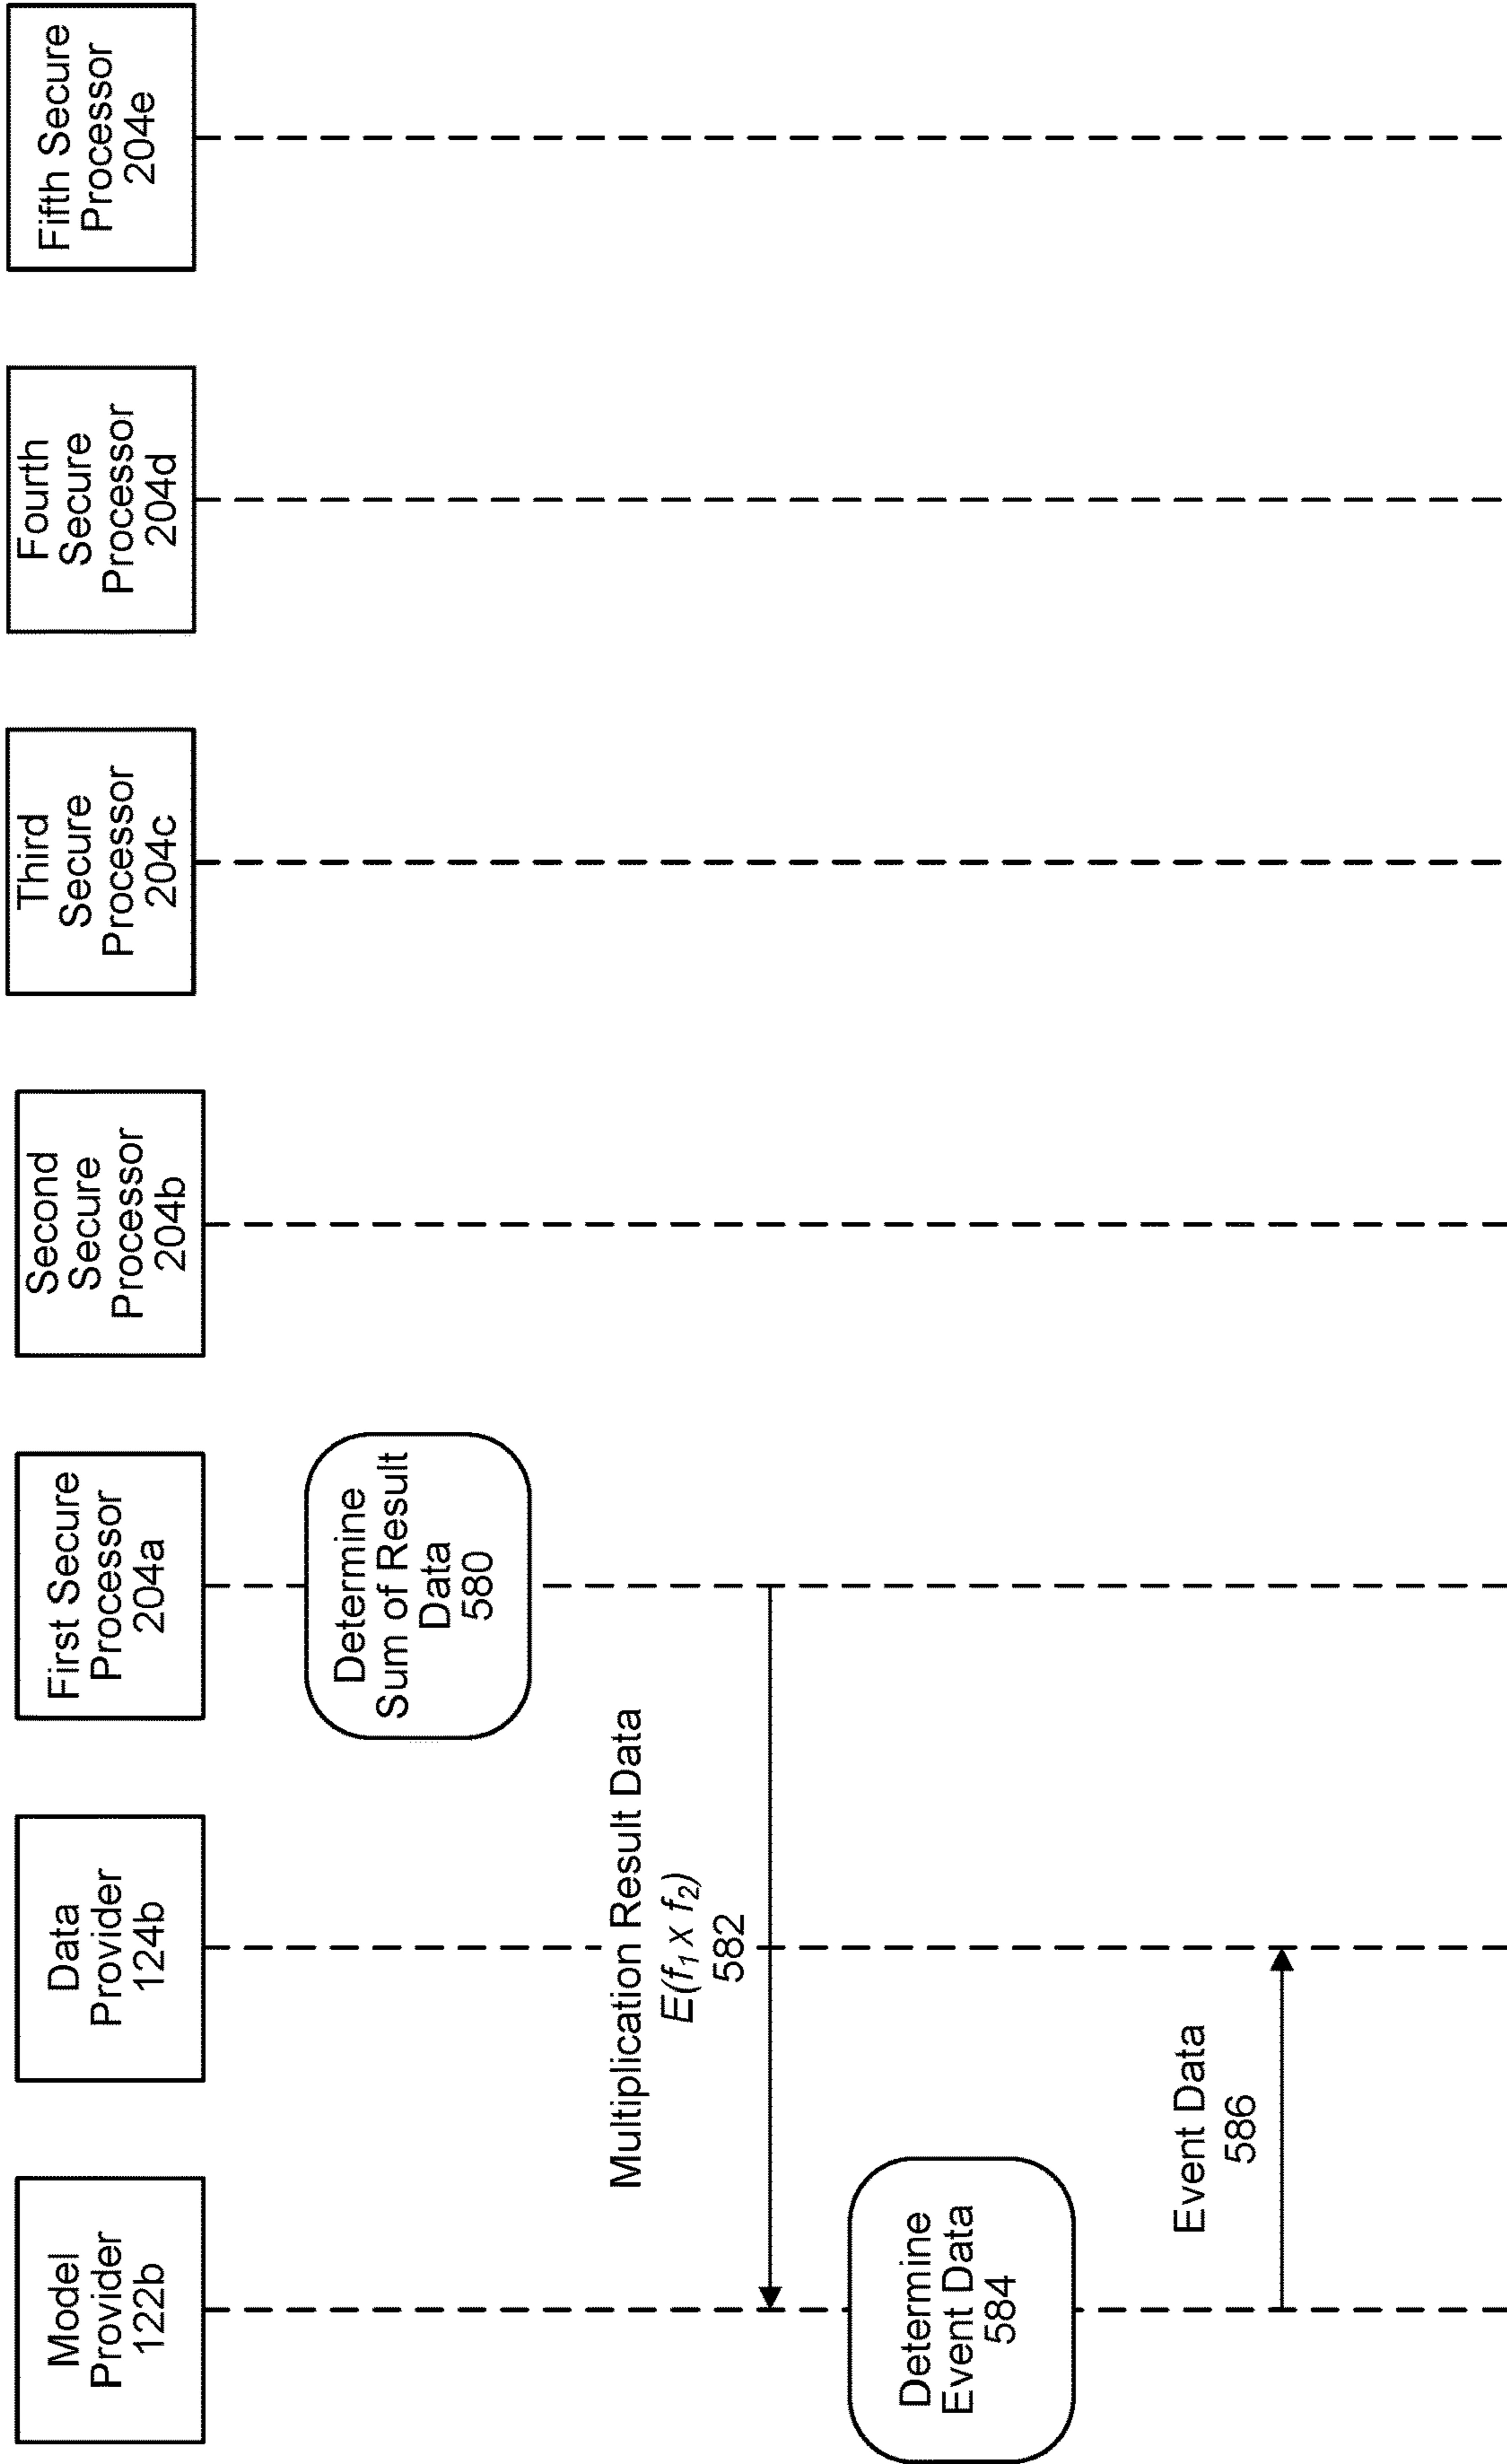 Model
Provider
122b
Data
Provider
124b
First Secure
Processor
204a
Second
Secure
Processor
204b
Third
Secure
Processor
204c
Fourth
Secure
Processor
204d
Fifth Secure
Processor
204e
Determine
Sum of Result
Data
580
Multiplication Result Data
E(f₁ x f₂)
582
Determine
Event Data
584
Event Data
586